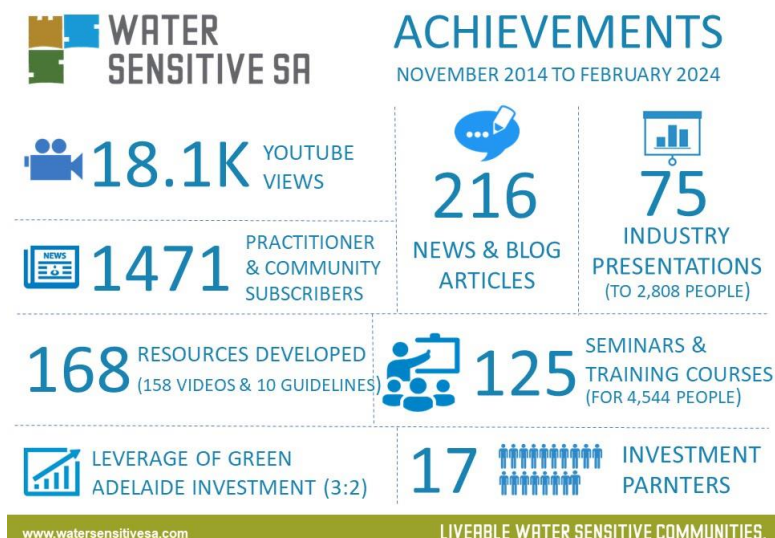 WATER
SENSITIVE SA
ACHIEVEMENTS
NOVEMBER 2014 TO FEBRUARY 2024
18.1K
YOUTUBE
VIEWS
NEWS
1471
PRACTITIONER
& COMMUNITY
SUBSCRIBERS
216
NEWS & BLOG
ARTICLES
75
INDUSTRY
PRESENTATIONS
(TO 2,808 PEOPLE)
168
RESOURCES DEVELOPED
(158 VIDEOS & 10 GUIDELINES)
125
SEMINARS &
TRAINING COURSES
(FOR 4,544 PEOPLE)
LEVERAGE OF GREEN
ADELAIDE INVESTMENT (3:2)
17
INVESTMENT
PARNTERS
www.watersensitivesa.com
LIVEABLE WATER SENSITIVE COMMUNITIES.